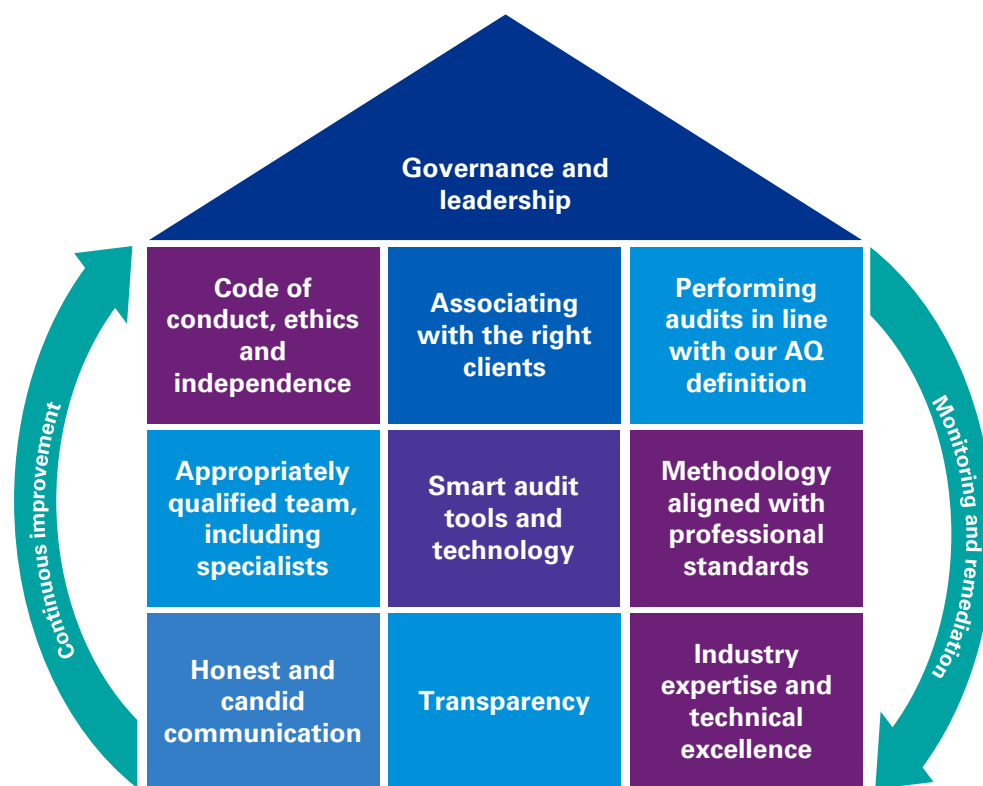 Governance and
leadership
Code of
conduct, ethics
and
independence
Associating
with the right
clients
Performing
audits in line
with our AQ
definition
Appropriately
qualified team,
including
specialists
Smart audit
tools and
technology
Methodology
aligned with
professional
standards
Honest and
candid
communication
Transparency
Industry
expertise and
technical
excellence
Continuous improvement
Monitoring and remediation